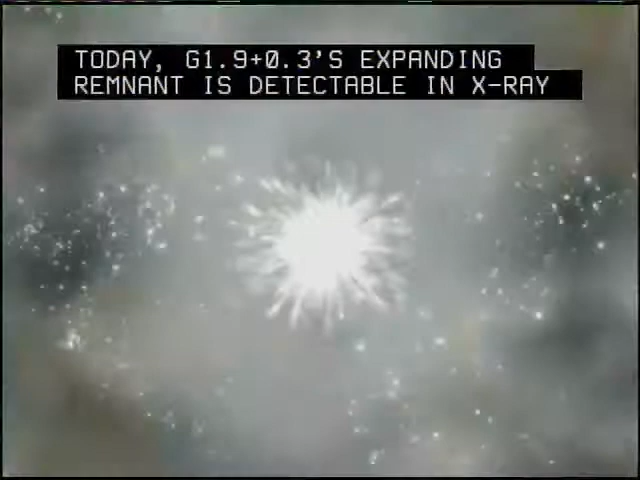 TODAY, G1.9+0.3'S EXPANDING
REMNANT IS DETECTABLE IN X-RAY